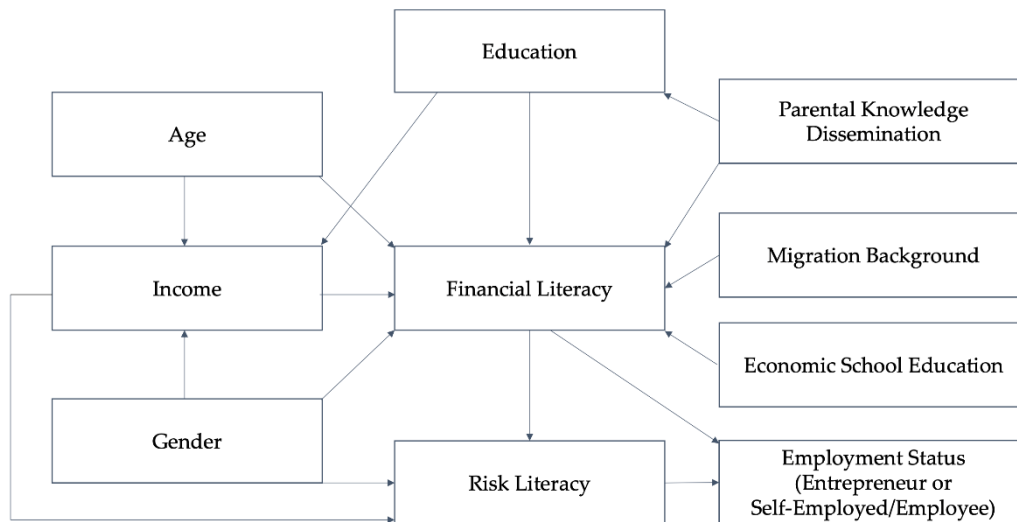 Education
Parental Knowledge
Dissemination
Age
Migration Background
Income
Financial Literacy
Economic School Education
Gender
Risk Literacy
Employment Status
(Entrepreneur or
Self-Employed/Employee)